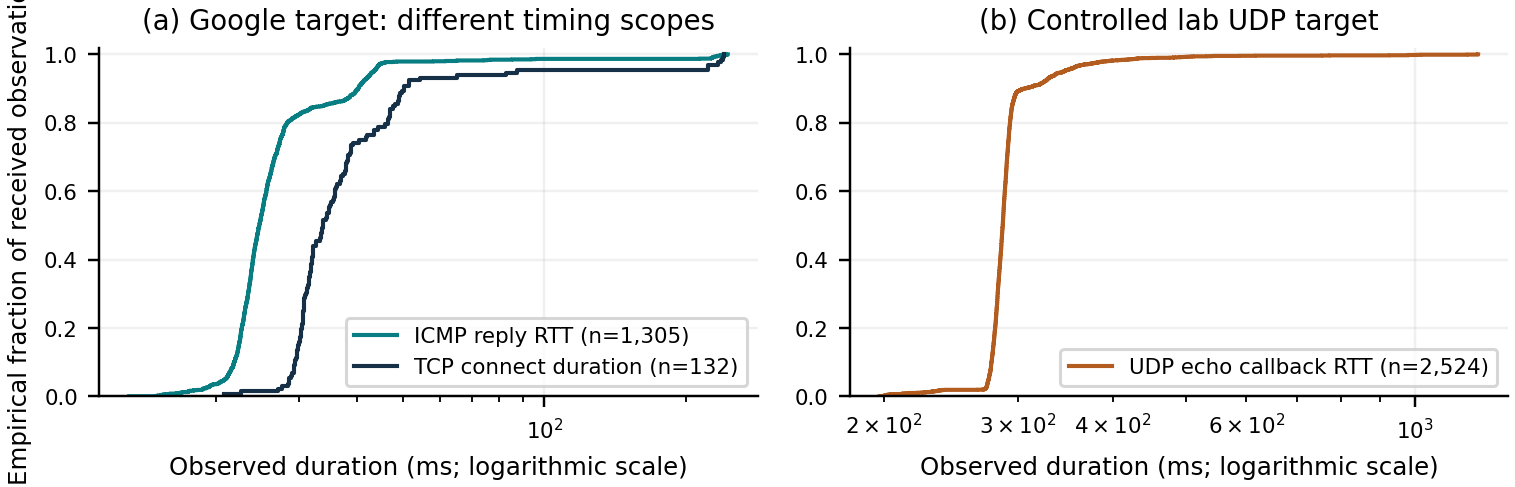 (a) Google target: different timing scopes
Empirical fraction of received observatio
1.0
0.8
0.6
0.4
0.2
0.0
ICMP reply RTT (n=1,305)
TCP connect duration (n=132)
10²
Observed duration (ms; logarithmic scale)
(b) Controlled lab UDP target
1.0
0.8
0.6
0.4
0.2
0.0
UDP echo callback RTT (n=2,524)
2 × 10² 3 × 10² 4 × 10² 6 × 10² 10³
Observed duration (ms; logarithmic scale)